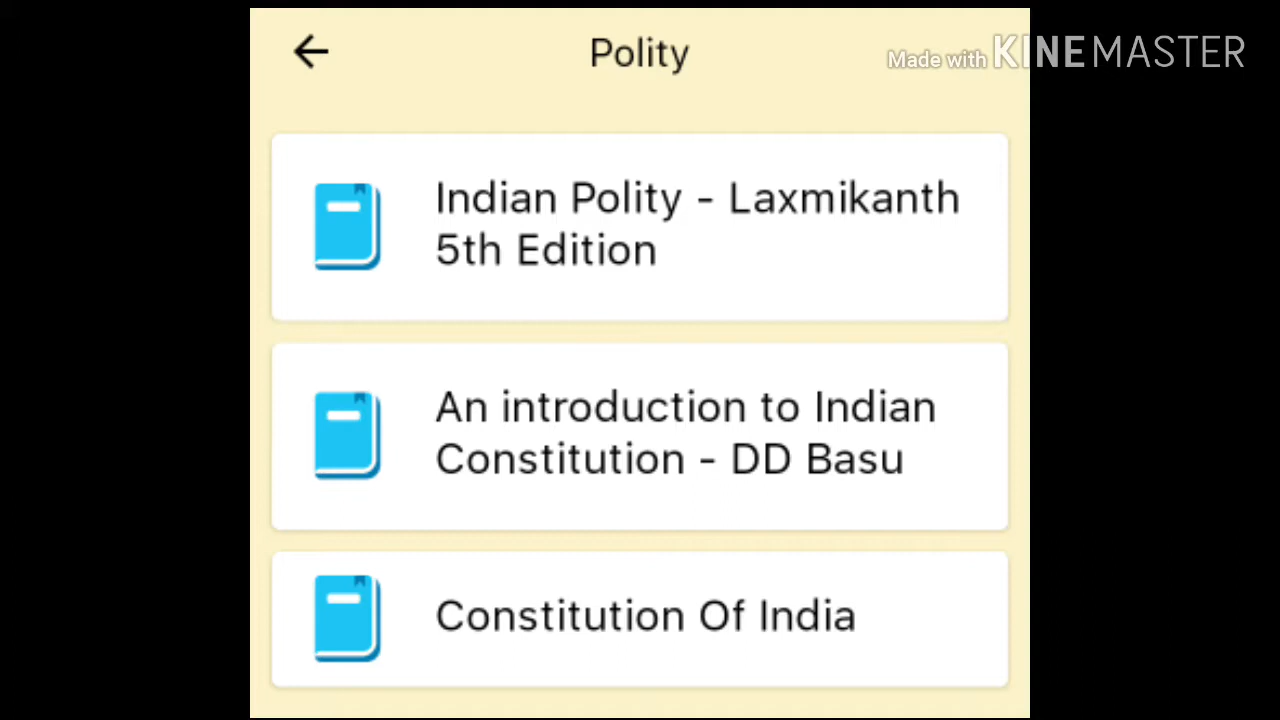 Polity
Made with KINEMASTER
Indian Polity - Laxmikanth
5th Edition
An introduction to Indian
Constitution - DD Basu
Constitution Of India